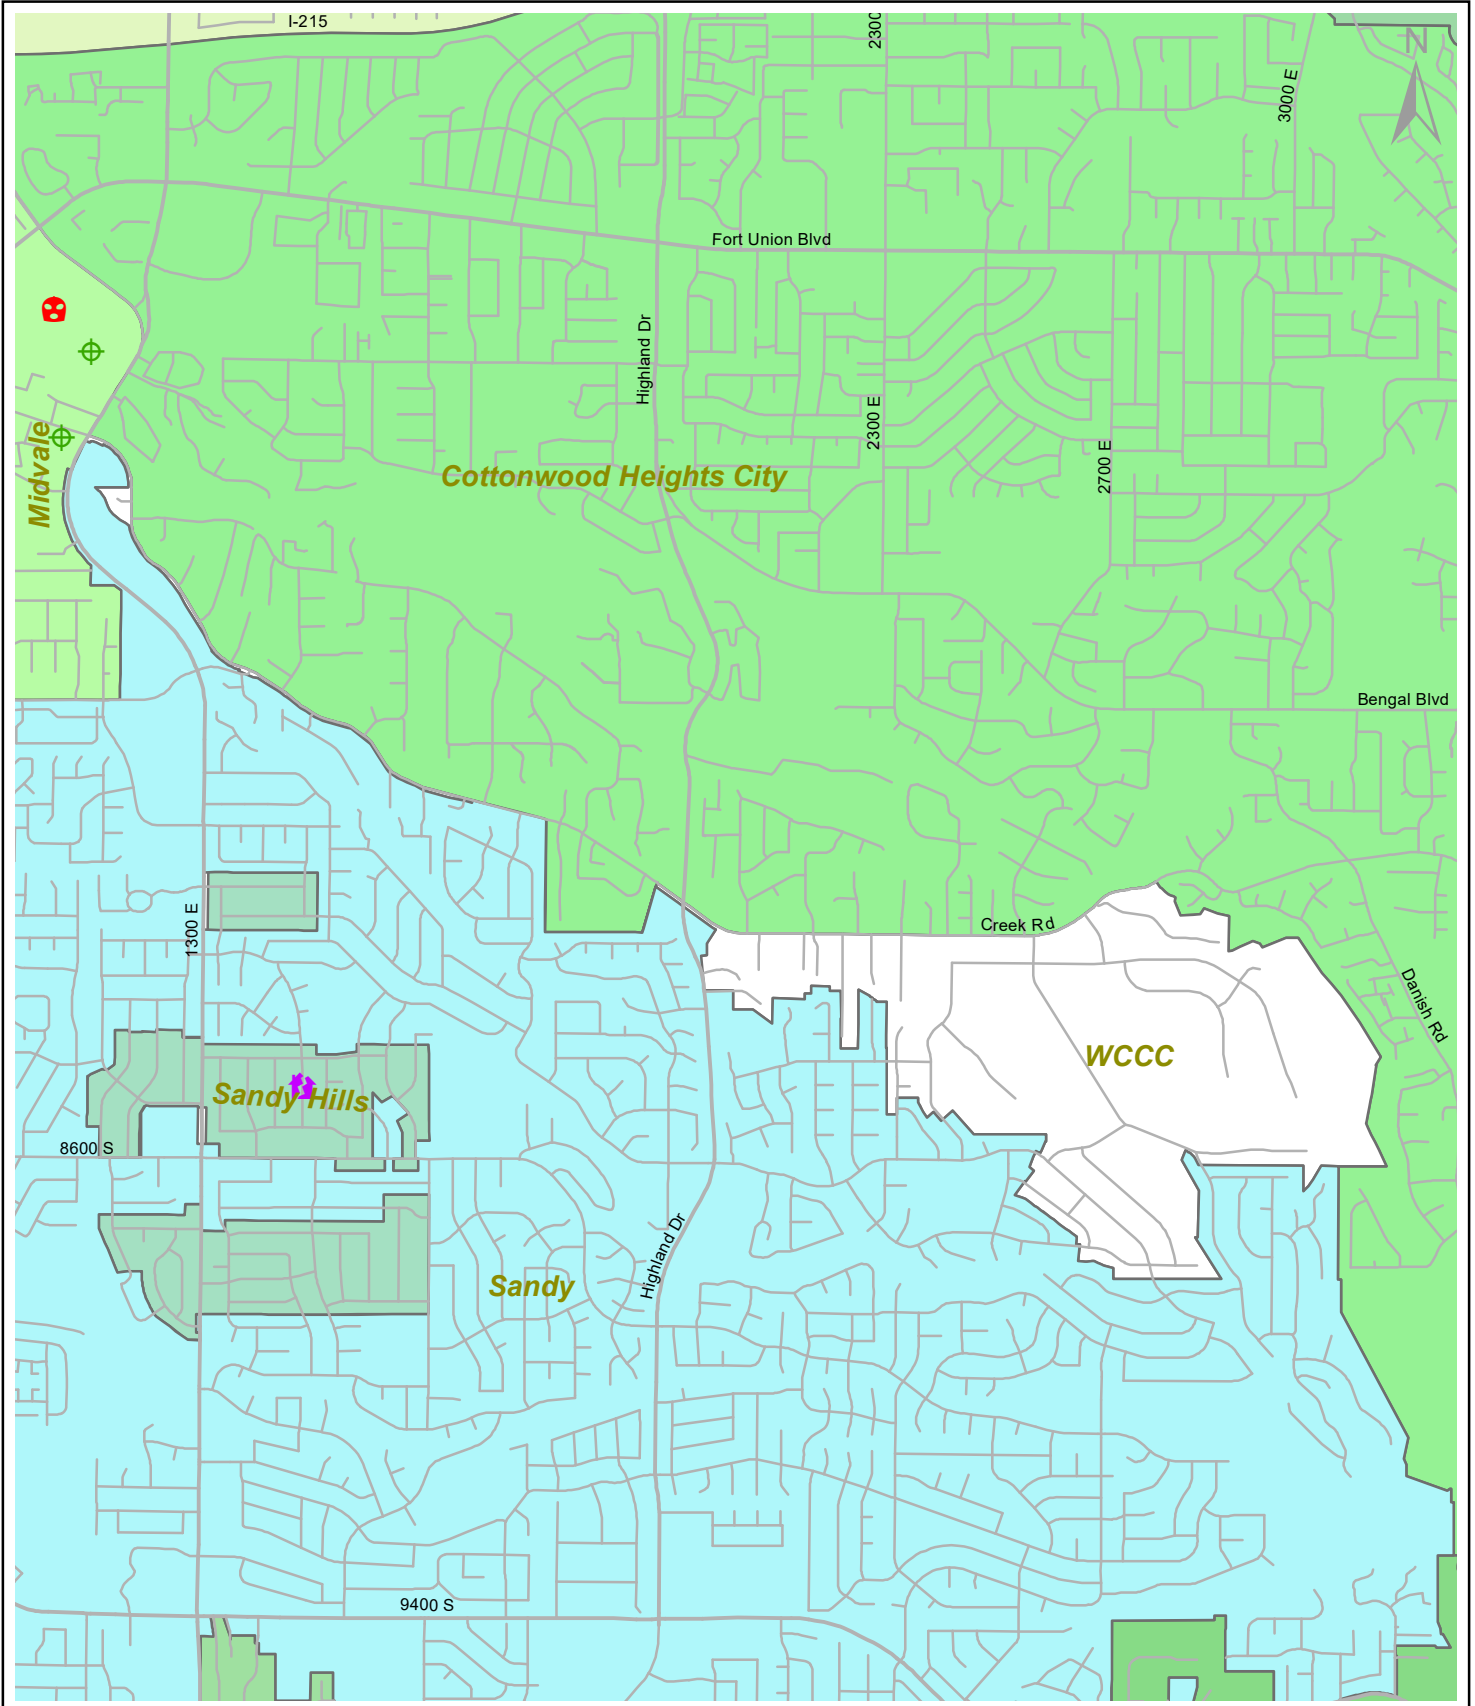 I-215
2300
N
3000 E
Fort Union Blvd
Highland Dr
2300 E
2700 E
Midvale
Cottonwood Heights City
Bengal Blvd
1300 E
Creek Rd
Danish Rd
WCCC
Sandy Hills
8600 S
Highland Dr
Sandy
9400 S